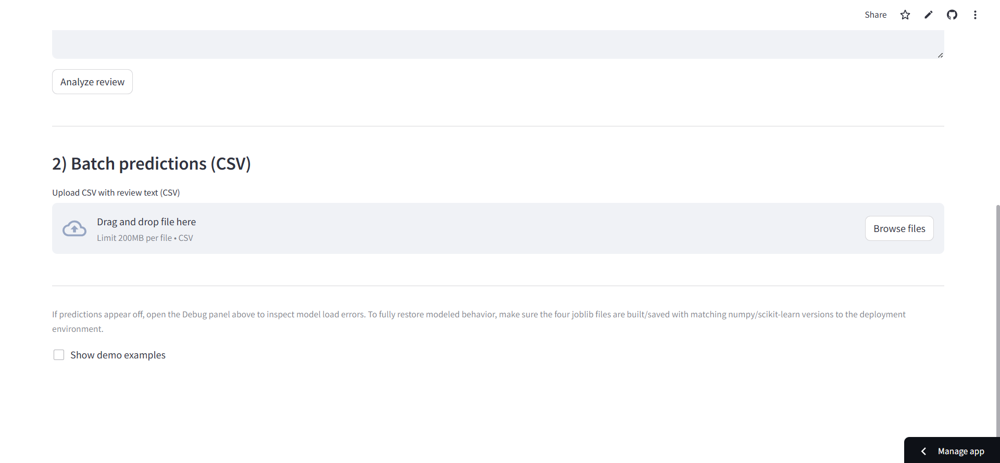 Share
Analyze review
2) Batch predictions (CSV)
Upload CSV with review text (CSV)
Drag and drop file here
Limit 200MB per file • CSV
Browse files
If predictions appear off, open the Debug panel above to inspect model load errors. To fully restore modeled behavior, make sure the four joblib files are built/saved with matching numpy/scikit-learn versions to the deployment
environment.
Show demo examples
Manage app